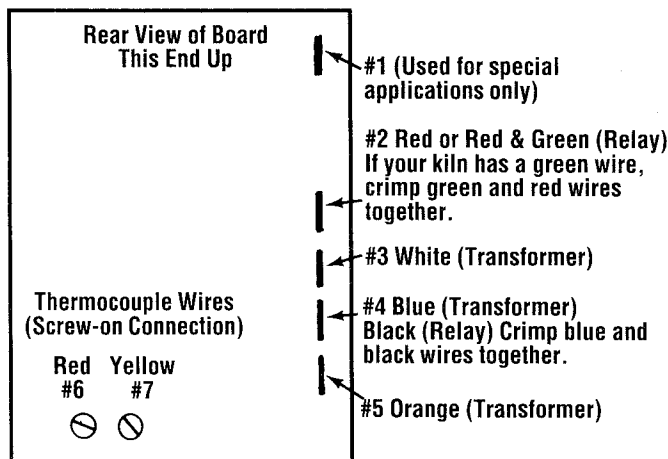 Rear View of Board
This End Up
#1 (Used for special
applications only)
#2 Red or Red & Green (Relay)
If your kiln has a green wire,
crimp green and red wires
together.
#3 White (Transformer)
#4 Blue (Transformer)
Black (Relay) Crimp blue and
black wires together.
#5 Orange (Transformer)
Thermocouple Wires
(Screw-on Connection)
Red Yellow
#6 #7